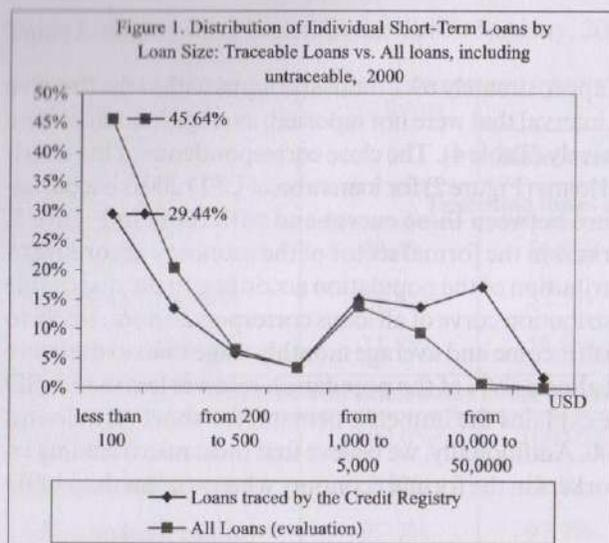 Figure 1. Distribution of Individual Short-Term Loans by
Loan Size: Traceable Loans vs. All loans, including
untraceable, 2000
50%
45%
45.64%
40%
35%
30%
29.44%
25%
20%
15%
10%
5%
0%
USD
less than
100
from 200
to 500
from
1,000 to
5,000
from
10,000 to
50,0000
Loans traced by the Credit Registry
All Loans (evaluation)